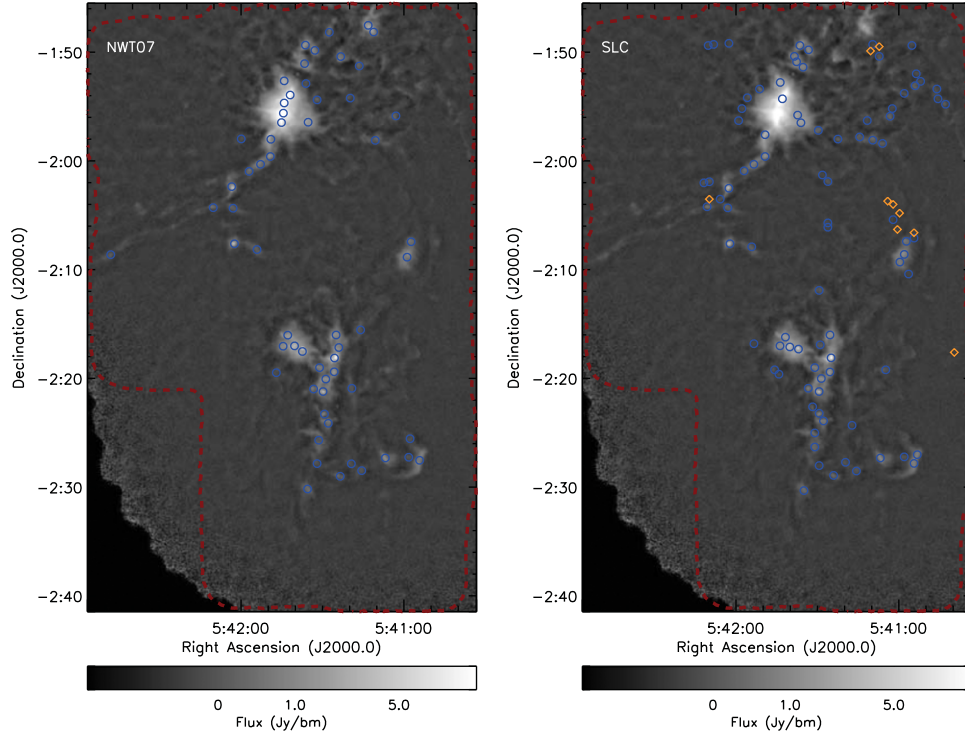 NWT07
-1:50
-2:00
-2:10
-2:20
-2:30
-2:40
Declination (J2000.0)
5:42:00
5:41:00
Right Ascension (J2000.0)
0
1.0
5.0
Flux (Jy/bm)
SLC
-1:50
-2:00
-2:10
-2:20
-2:30
-2:40
Declination (J2000.0)
5:42:00
5:41:00
Right Ascension (J2000.0)
0
1.0
5.0
Flux (Jy/bm)